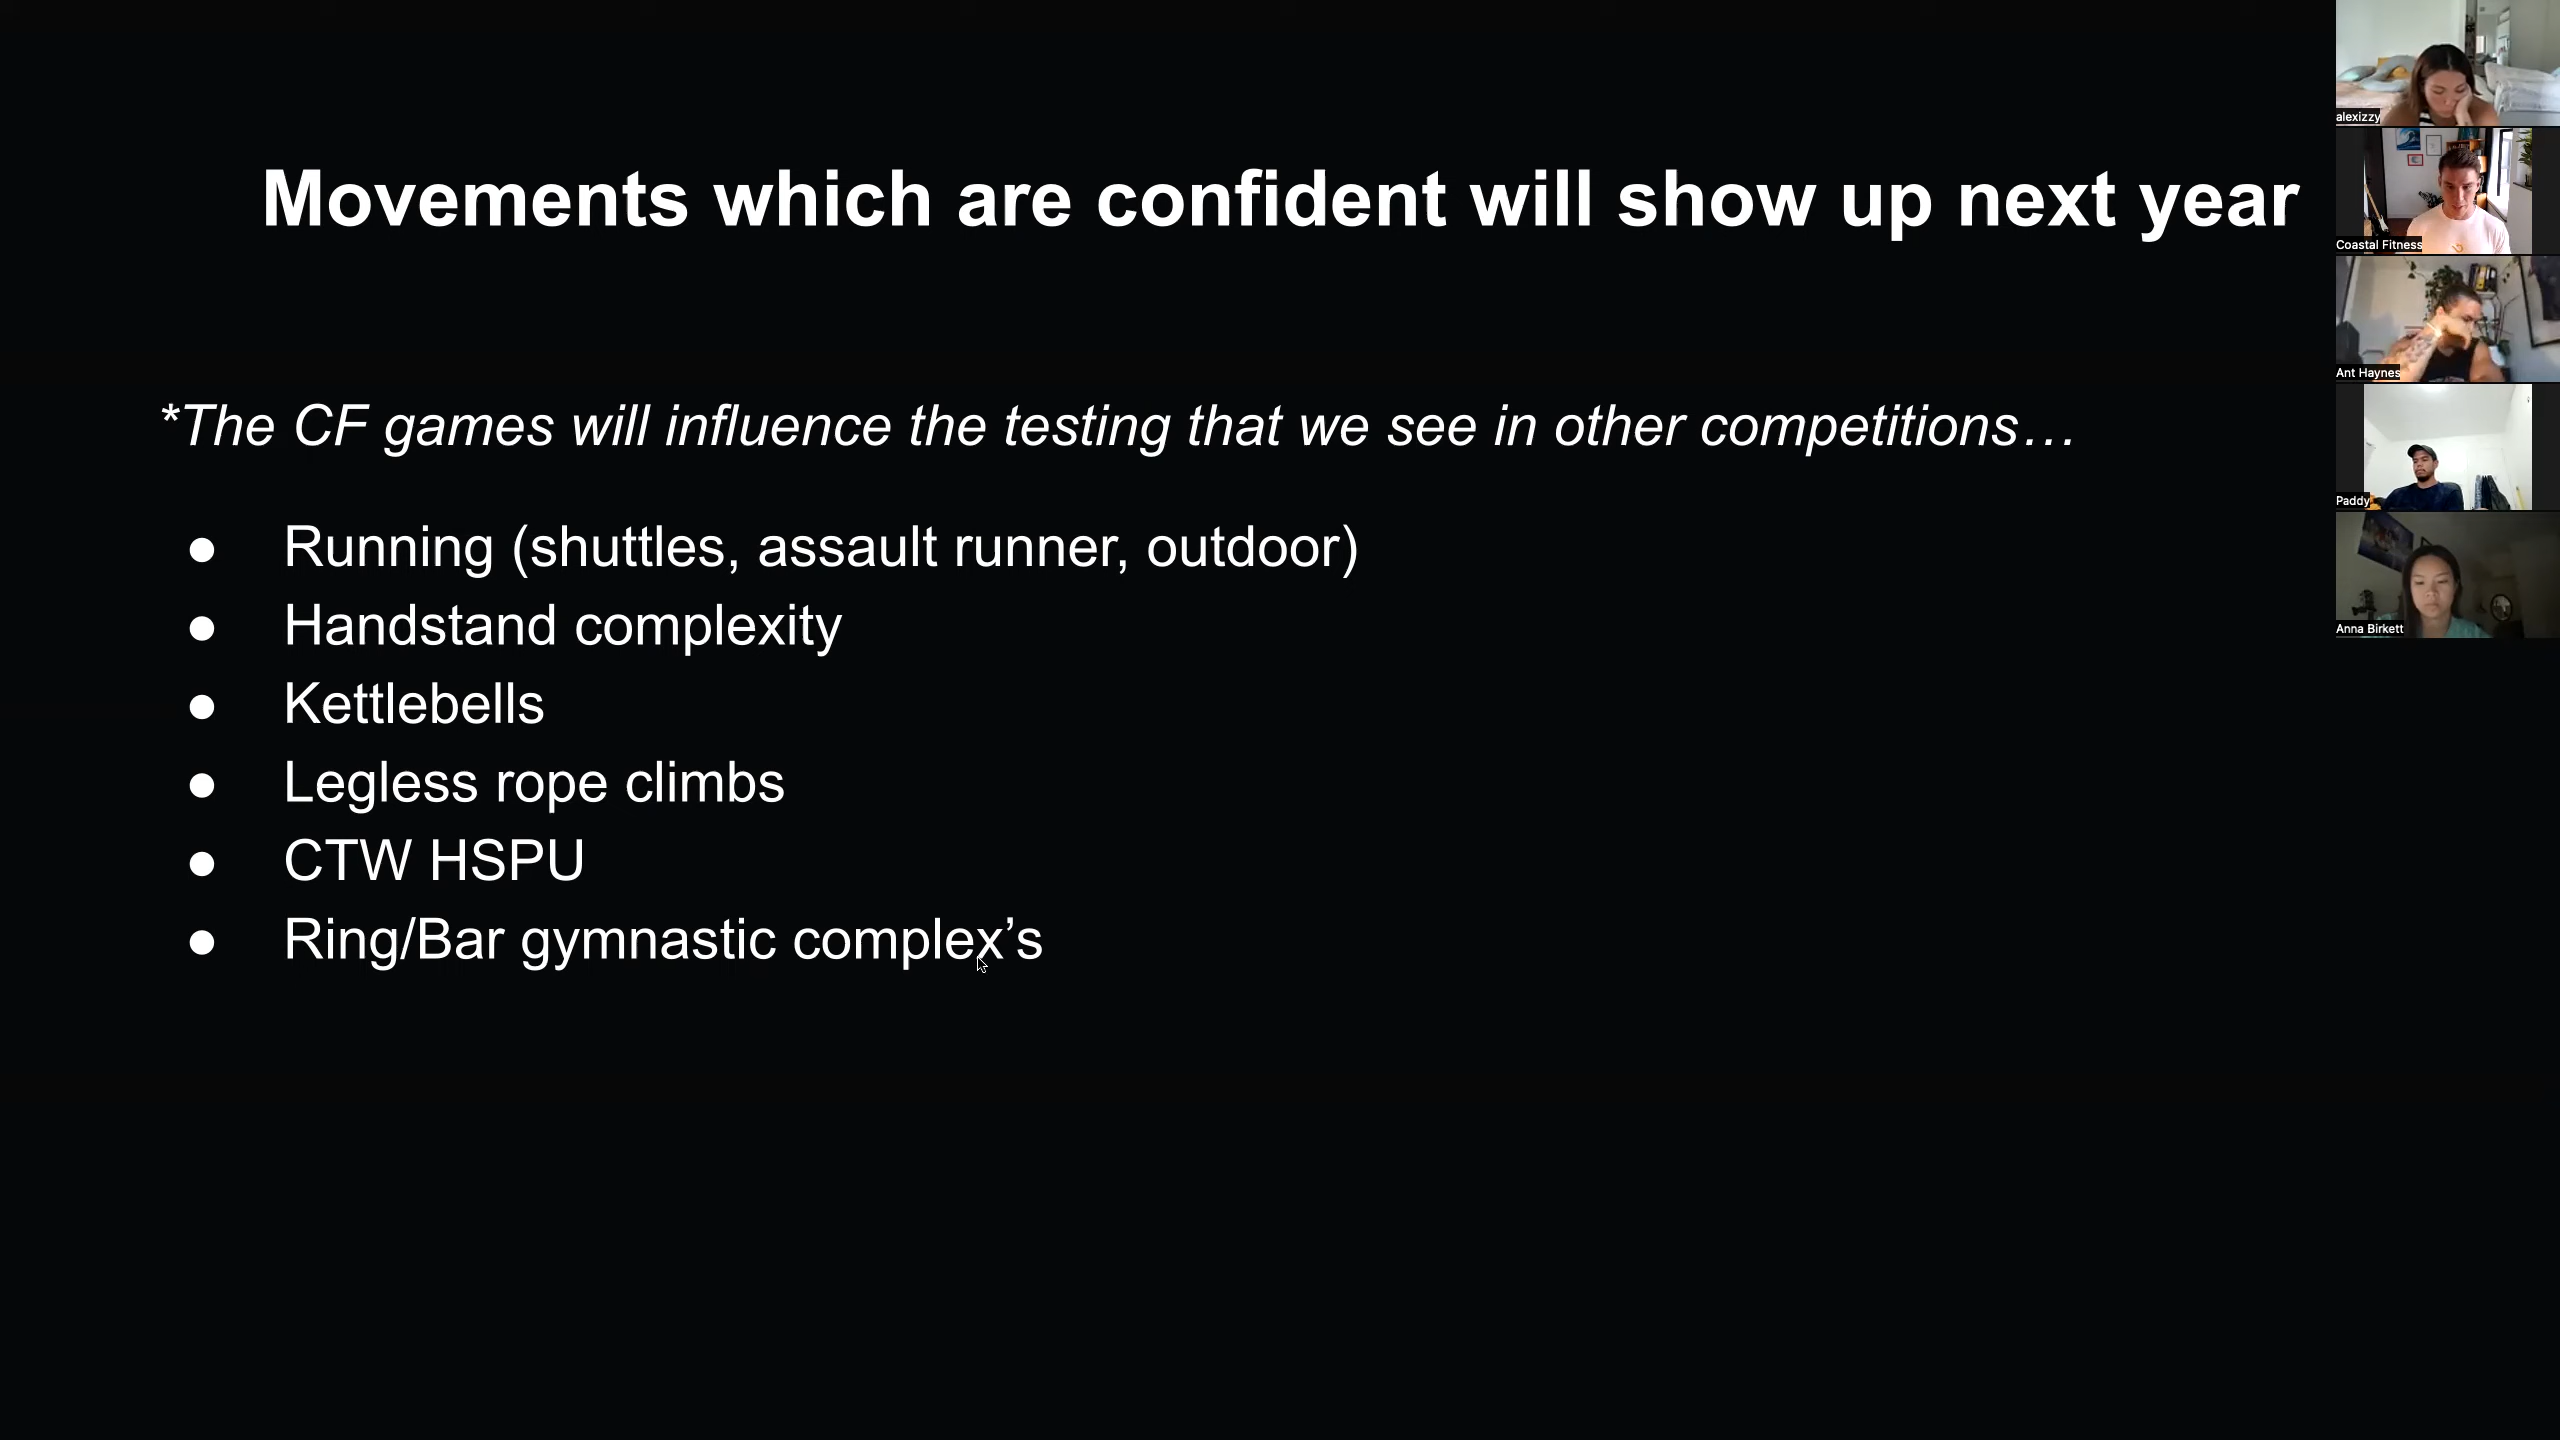 Movements which are confident will show up next year
*The CF games will influence the testing that we see in other competitions…
● Running (shuttles, assault runner, outdoor)
● Handstand complexity
● Kettlebells
● Legless rope climbs
● CTW HSPU
● Ring/Bar gymnastic complex’s
alexizzy
Coastal Fitness
Ant Haynes
Paddy
Anna Birkett